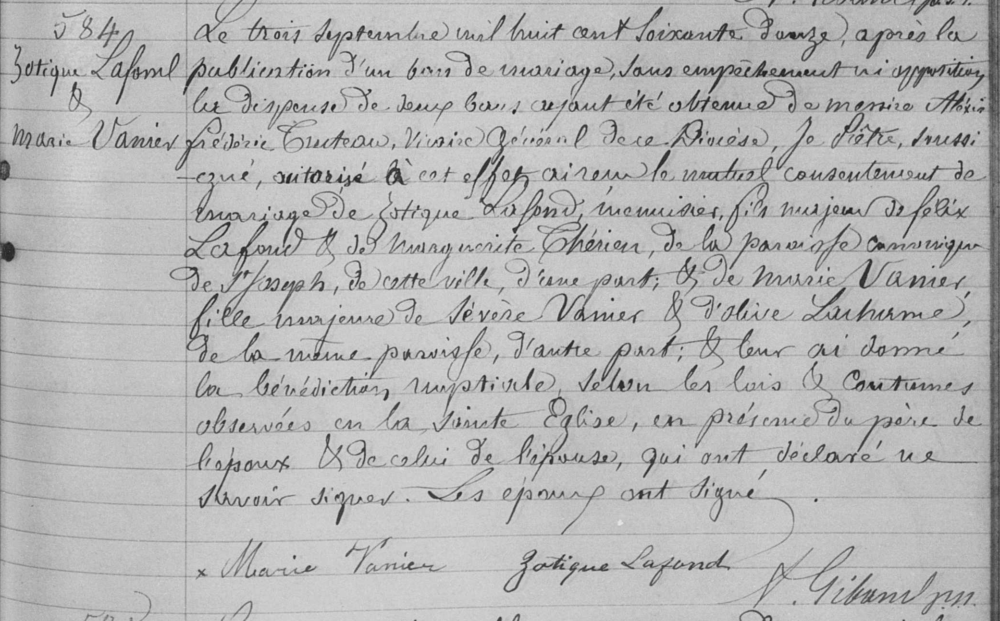 584
Zotique Lafond
&
Marie Vanier
Le trois septembre mil huit cent soixante douze, après la
publication d'un ban de mariage, sans empêchement ni opposition,
la dispense de deux bans ayant été obtenue de messire Aléxis
frédéric Truteau, Vicaire Général de ce Diocèse, Je Prêtre, soussi
-gné, autorisé à cet effet, ai reçu le mutuel consentement de
mariage de Zotique Lafond, menuisier, fils majeur de félix
Lafond & de Marguerite Thérien, de la paroisse canonique
de St Joseph, de cette ville, d'une part; & de Marie Vanier,
fille majeure de Sévère Vanier & d'olive Lachume,
de la même paroisse, d'autre part; & leur ai donné
la bénédiction nuptiale, selon les lois & Coutumes
observées en la sainte Eglise, en présence du père de
l'époux & de celui de l'épouse, qui ont déclaré ne
savoir signer. Les époux ont signé.
x Marie Vanier Zotique Lafond
N. Giband